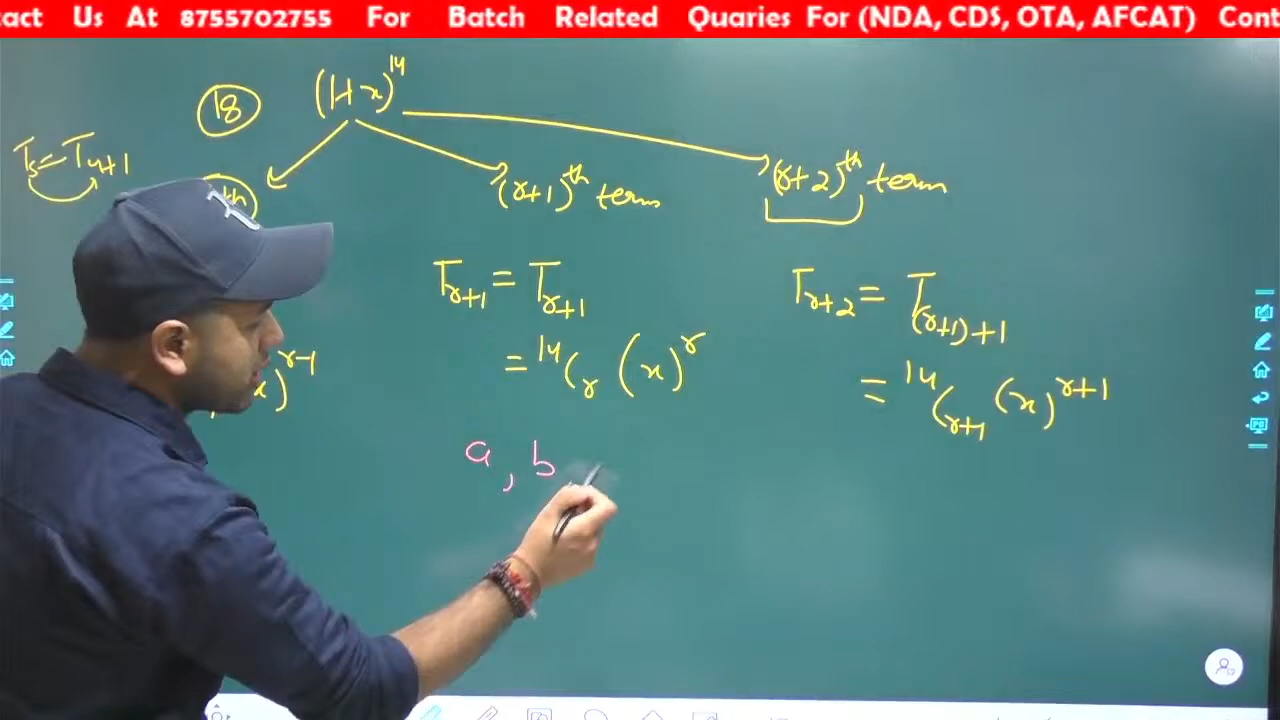 tact Us At 8755702755 For Batch Related Quaries For (NDA, CDS, OTA, AFCAT) Cont
18 (1+x)^14
T_5 = T_4+1
(r+1)^th term
(r+2)^th term
T_r+1 = T_r+1
T_r+2 = T_(r+1)+1
x)^r-1
= ^14C_r (x)^r
= ^14C_r+1 (x)^r+1
a, b